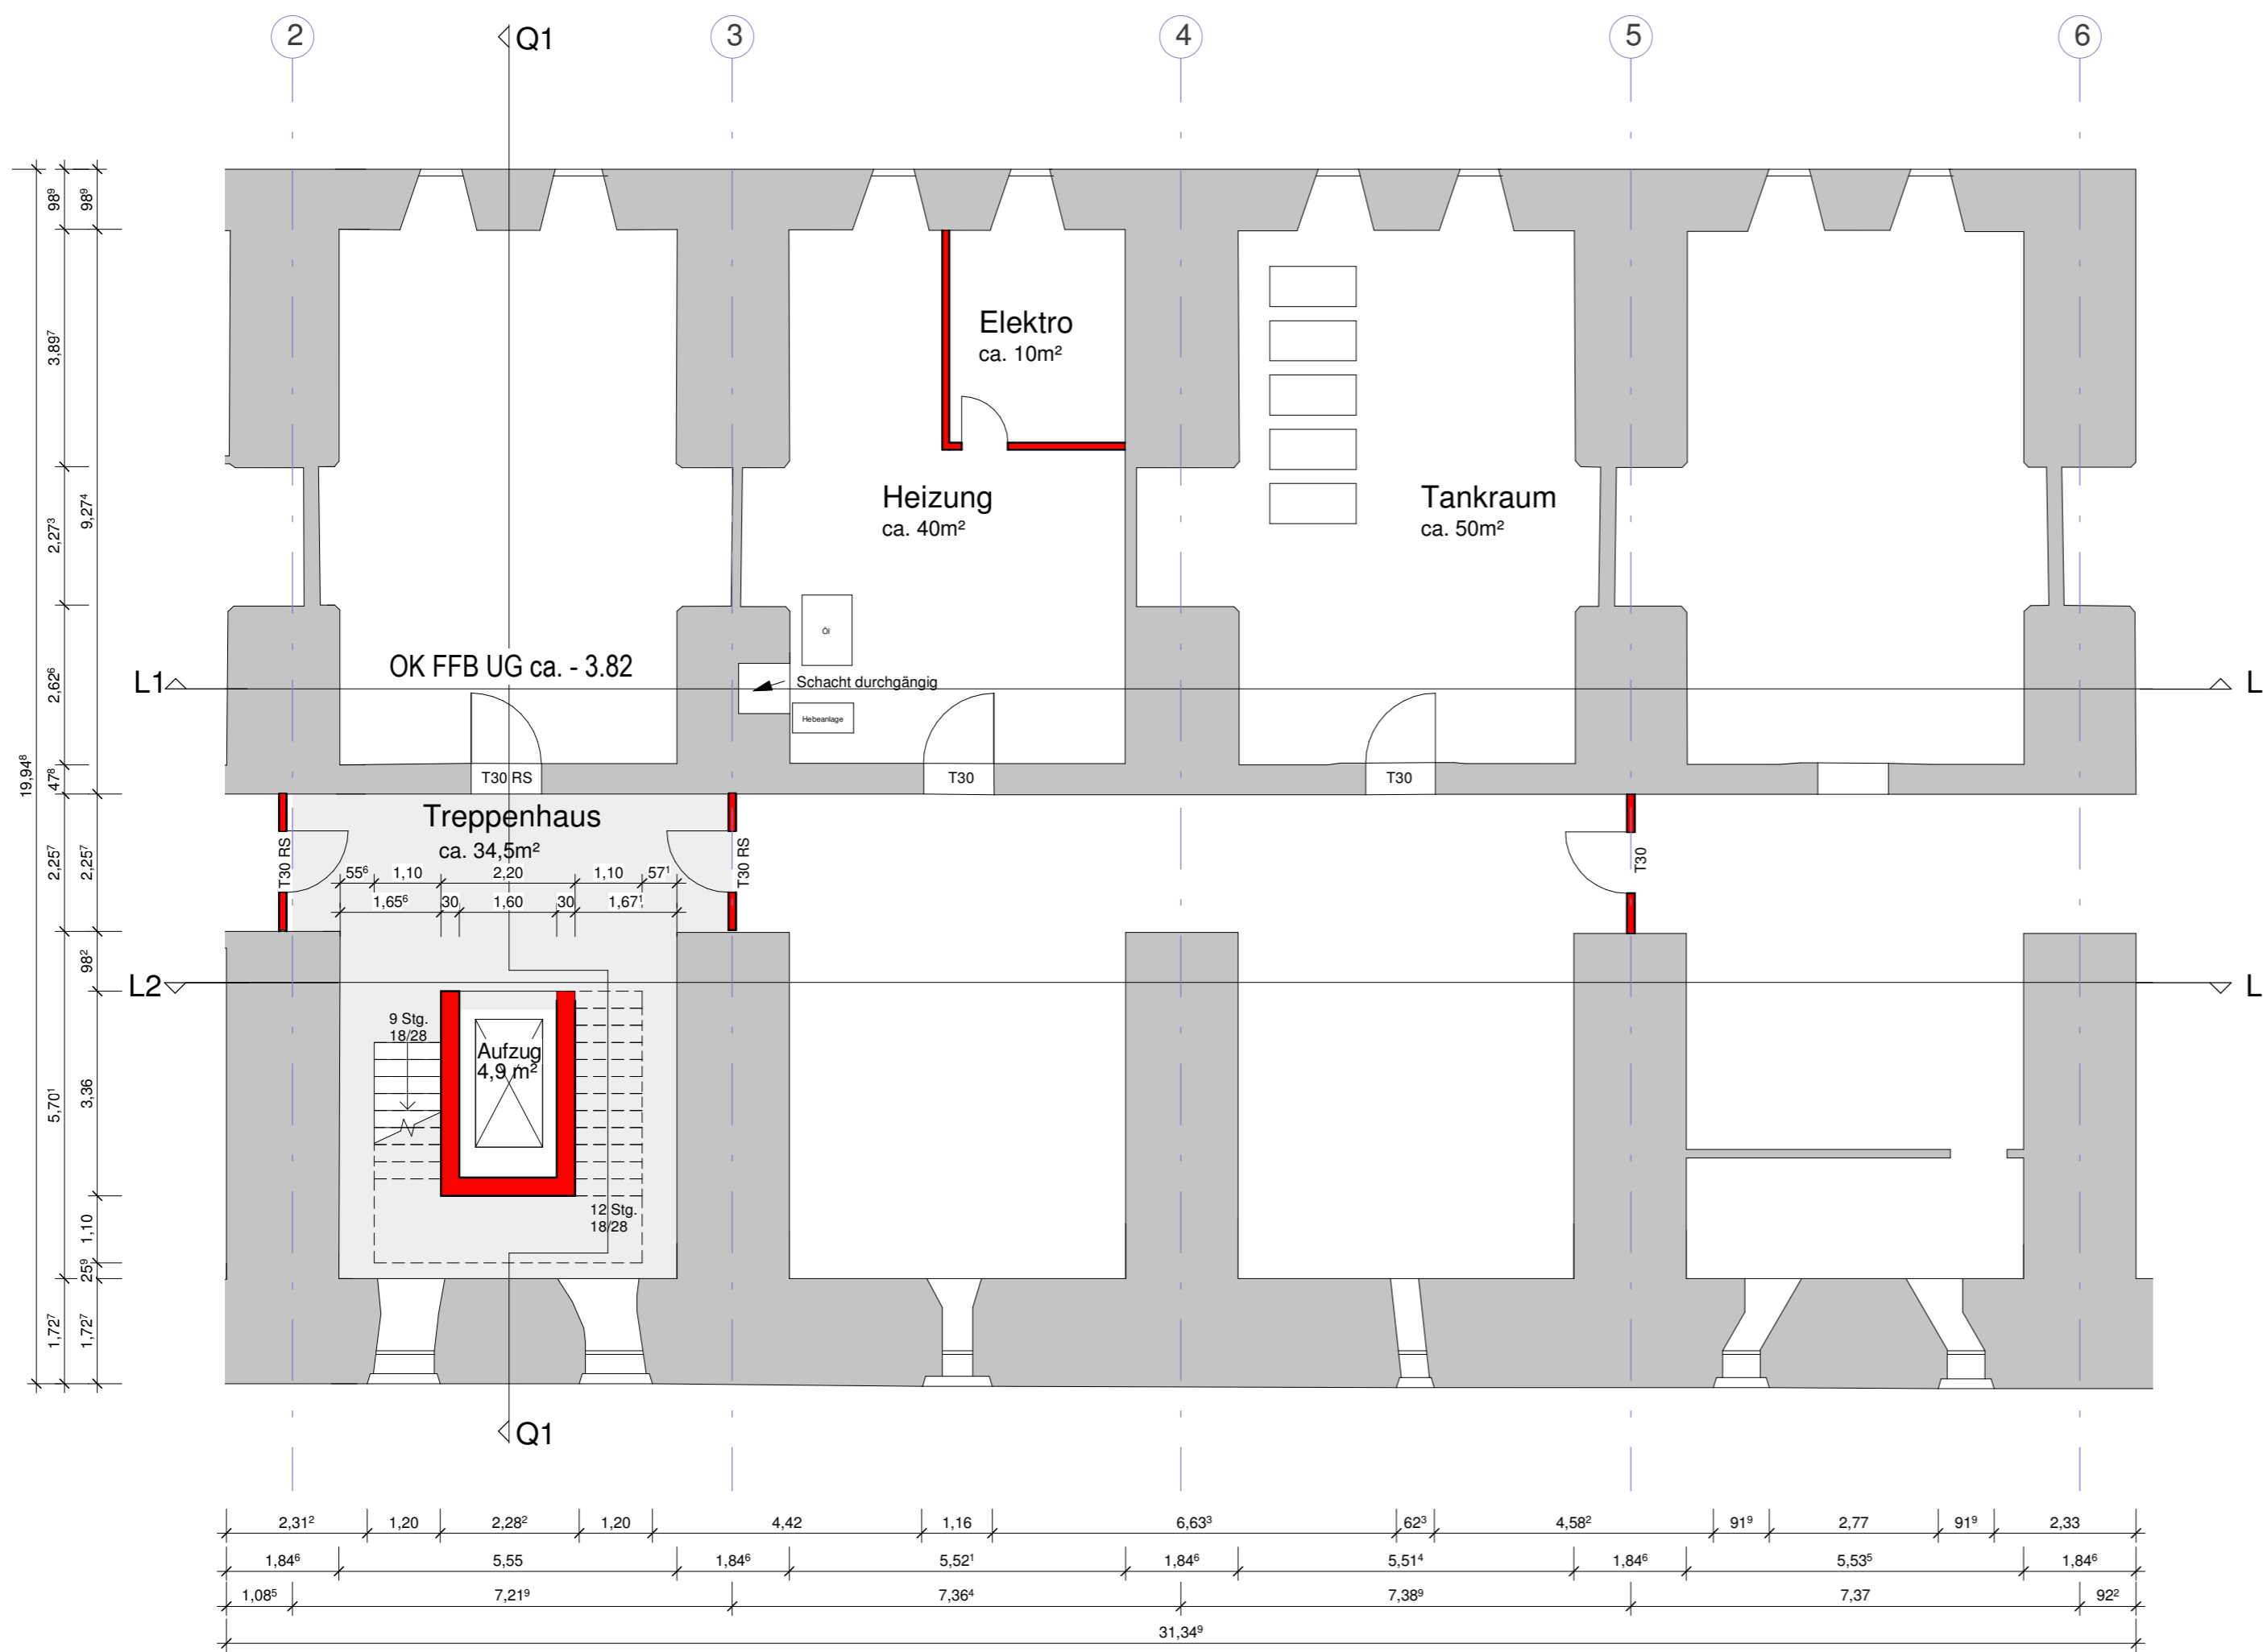 2
3
4
5
6
Q1
98⁹
98⁹
3,89⁷
9,27⁴
2,27³
2,62⁶
47⁸
19,94⁸
2,25⁷
2,25⁷
98²
5,70¹
3,36
1,10
25⁹
1,72⁷
1,72⁷
Elektro
ca. 10m²
Heizung
ca. 40m²
Tankraum
ca. 50m²
Öl
OK FFB UG ca. - 3.82
L1
Schacht durchgängig
L
Hebeanlage
T30 RS
T30
T30
Treppenhaus
ca. 34,5m²
T30 RS
T30 RS
T30
55⁶
1,10
2,20
1,10
57¹
1,65⁶
30
1,60
30
1,67¹
L2
L
9 Stg.
18/28
Aufzug
4,9 m²
12 Stg.
18/28
Q1
2,31²
1,20
2,28²
1,20
4,42
1,16
6,63³
62³
4,58²
91⁹
2,77
91⁹
2,33
1,84⁶
5,55
1,84⁶
5,52¹
1,84⁶
5,51⁴
1,84⁶
5,53⁵
1,84⁶
1,08⁵
7,21⁹
7,36⁴
7,38⁹
7,37
92²
31,34⁹